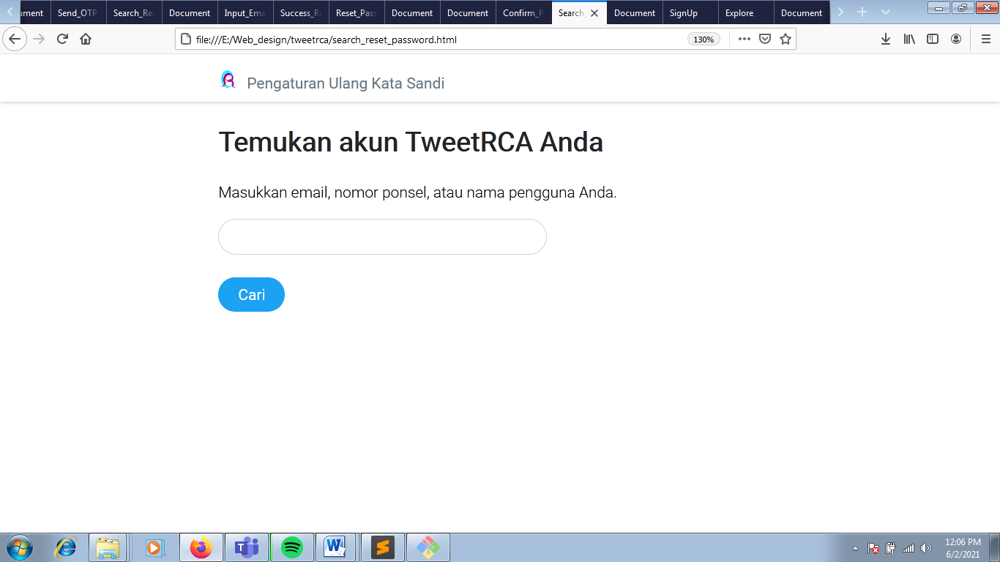 ument
Send_OTP
Search_Re
Document
Input_Ema
Success_R
Reset_Pass
Document
Document
Confirm_P
Search_
Document
SignUp
Explore
Document
file:///E:/Web_design/tweetrca/search_reset_password.html
130%
Pengaturan Ulang Kata Sandi
Temukan akun TweetRCA Anda
Masukkan email, nomor ponsel, atau nama pengguna Anda.
Cari
12:06 PM
6/2/2021